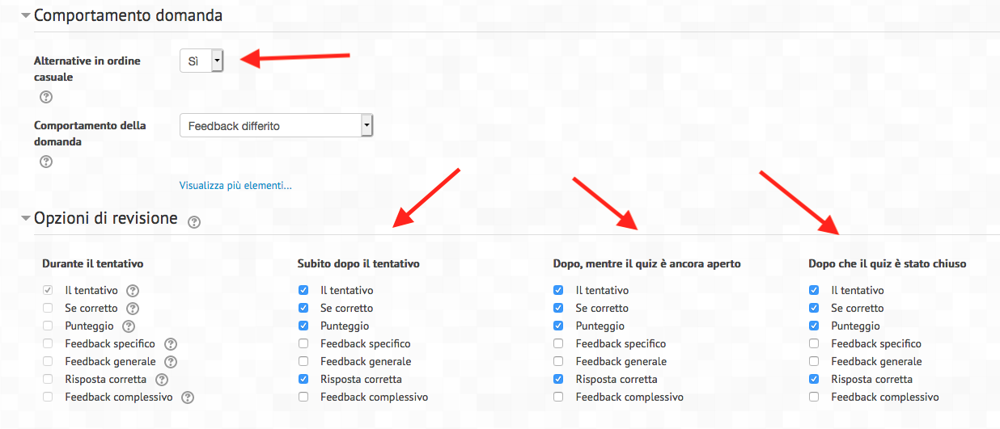 Comportamento domanda
Alternative in ordine
casuale
Sì
Comportamento della
domanda
Feedback differito
Visualizza più elementi...
Opzioni di revisione
Durante il tentativo
Il tentativo
Se corretto
Punteggio
Feedback specifico
Feedback generale
Risposta corretta
Feedback complessivo
Subito dopo il tentativo
Il tentativo
Se corretto
Punteggio
Feedback specifico
Feedback generale
Risposta corretta
Feedback complessivo
Dopo, mentre il quiz è ancora aperto
Il tentativo
Se corretto
Punteggio
Feedback specifico
Feedback generale
Risposta corretta
Feedback complessivo
Dopo che il quiz è stato chiuso
Il tentativo
Se corretto
Punteggio
Feedback specifico
Feedback generale
Risposta corretta
Feedback complessivo